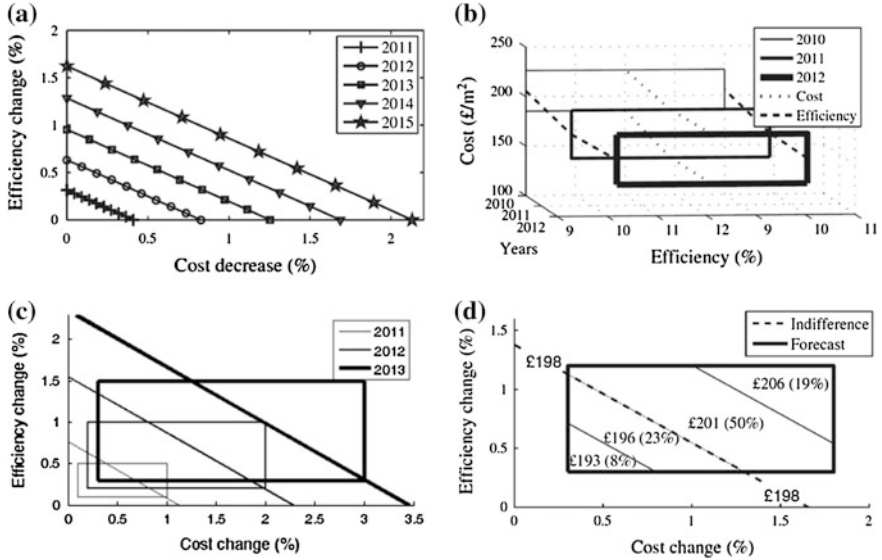 (a)
Efficiency change (%)
2
1.5
1
0.5
0
0 0.5 1 1.5 2
Cost decrease (%)
2011
2012
2013
2014
2015
(b)
Cost (£/m²)
250
200
150
100
2010
2011
2012
Years
9 10 11 12 9 10 11
Efficiency (%)
2010
2011
2012
Cost
Efficiency
(c)
Efficiency change (%)
2
1.5
1
0.5
0
0 0.5 1 1.5 2 2.5 3 3.5
Cost change (%)
2011
2012
2013
(d)
Efficiency change (%)
1.5
1
0.5
0
0 0.5 1 1.5 2
Cost change (%)
Indifference
Forecast
£198
£206 (19%)
£201 (50%)
£196 (23%)
£193 (8%)
£198